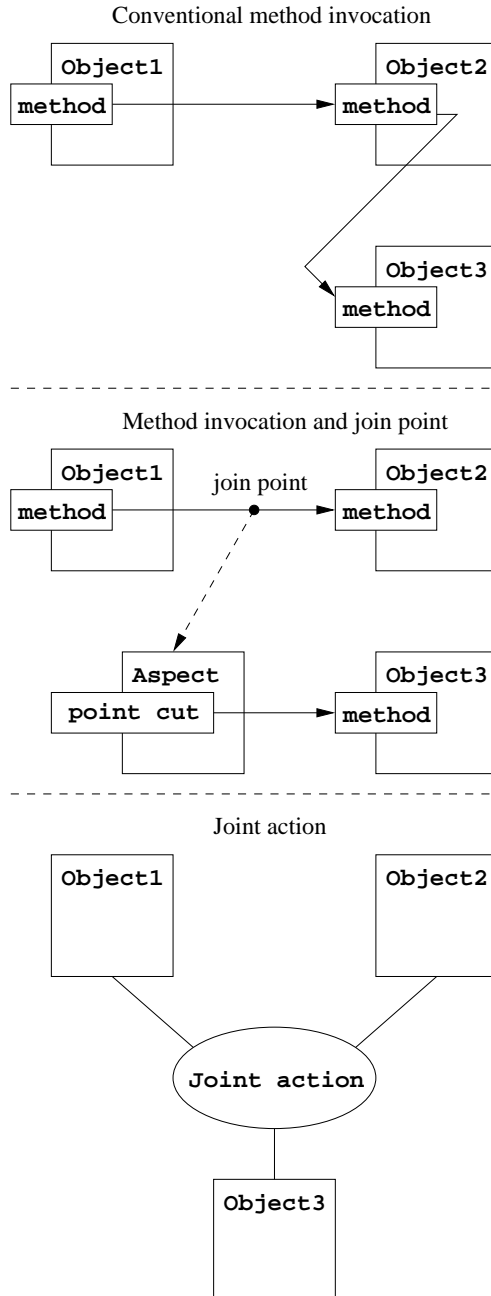 Conventional method invocation
Object1 Object2
method method
Object3
method
Method invocation and join point
Object1 Object2
join point
method method
Aspect Object3
point cut method
Joint action
Object1 Object2
Joint action
Object3